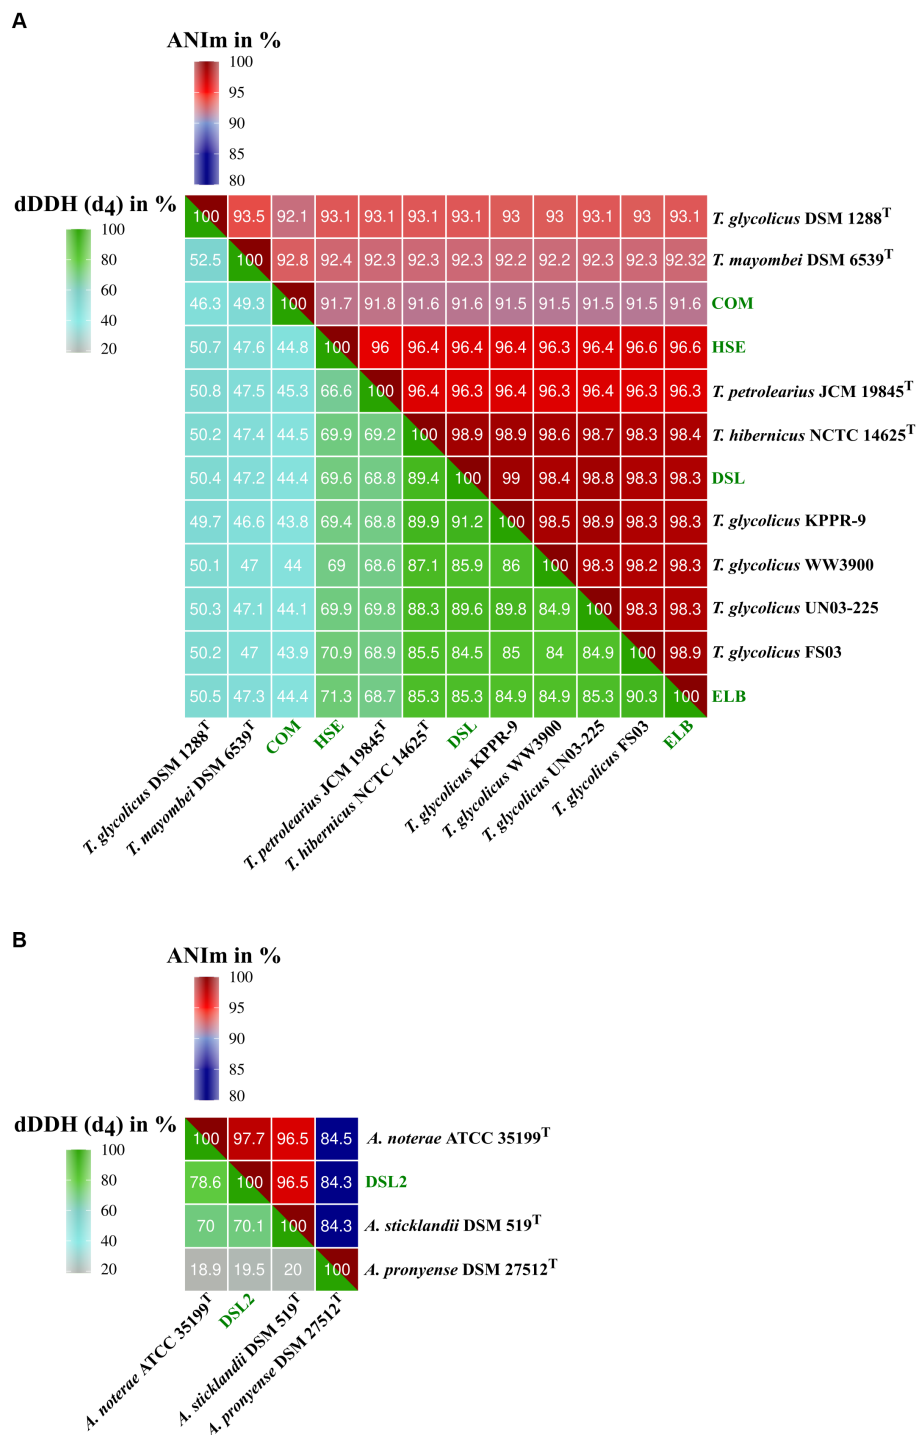 A
ANIm in %
100
95
90
85
80
dDDH (d4) in %
100
80
60
40
20
100 93.5 92.1 93.1 93.1 93.1 93.1 93 93 93.1 93 93.1 T. glycolicus DSM 1288T
52.5 100 92.8 92.4 92.3 92.3 92.3 92.2 92.2 92.3 92.3 92.32 T. mayombei DSM 6539T
46.3 49.3 100 91.7 91.8 91.6 91.6 91.5 91.5 91.5 91.5 91.6 COM
50.7 47.6 44.8 100 96 96.4 96.4 96.4 96.3 96.4 96.6 96.6 HSE
50.8 47.5 45.3 66.6 100 96.4 96.3 96.4 96.3 96.4 96.3 96.3 T. petrolearius JCM 19845T
50.2 47.4 44.5 69.9 69.2 100 98.9 98.9 98.6 98.7 98.3 98.4 T. hibernicus NCTC 14625T
50.4 47.2 44.4 69.6 68.8 89.4 100 99 98.4 98.8 98.3 98.3 DSL
49.7 46.6 43.8 69.4 68.8 89.9 91.2 100 98.5 98.9 98.3 98.3 T. glycolicus KPPR-9
50.1 47 44 69 68.6 87.1 85.9 86 100 98.3 98.2 98.3 T. glycolicus WW3900
50.3 47.1 44.1 69.9 69.8 88.3 89.6 89.8 84.9 100 98.3 98.3 T. glycolicus UN03-225
50.2 47 43.9 70.9 68.9 85.5 84.5 85 84 84.9 100 98.9 T. glycolicus FS03
50.5 47.3 44.4 71.3 68.7 85.3 85.3 84.9 84.9 85.3 90.3 100 ELB
T. glycolicus DSM 1288T
T. mayombei DSM 6539T
COM
HSE
T. petrolearius JCM 19845T
T. hibernicus NCTC 14625T
DSL
T. glycolicus KPPR-9
T. glycolicus WW3900
T. glycolicus UN03-225
T. glycolicus FS03
ELB
B
ANIm in %
100
95
90
85
80
dDDH (d4) in %
100
80
60
40
20
100 97.7 96.5 84.5 A. noterae ATCC 35199T
78.6 100 96.5 84.3 DSL2
70 70.1 100 84.3 A. sticklandii DSM 519T
18.9 19.5 20 100 A. pronyense DSM 27512T
A. noterae ATCC 35199T
DSL2
A. sticklandii DSM 519T
A. pronyense DSM 27512T